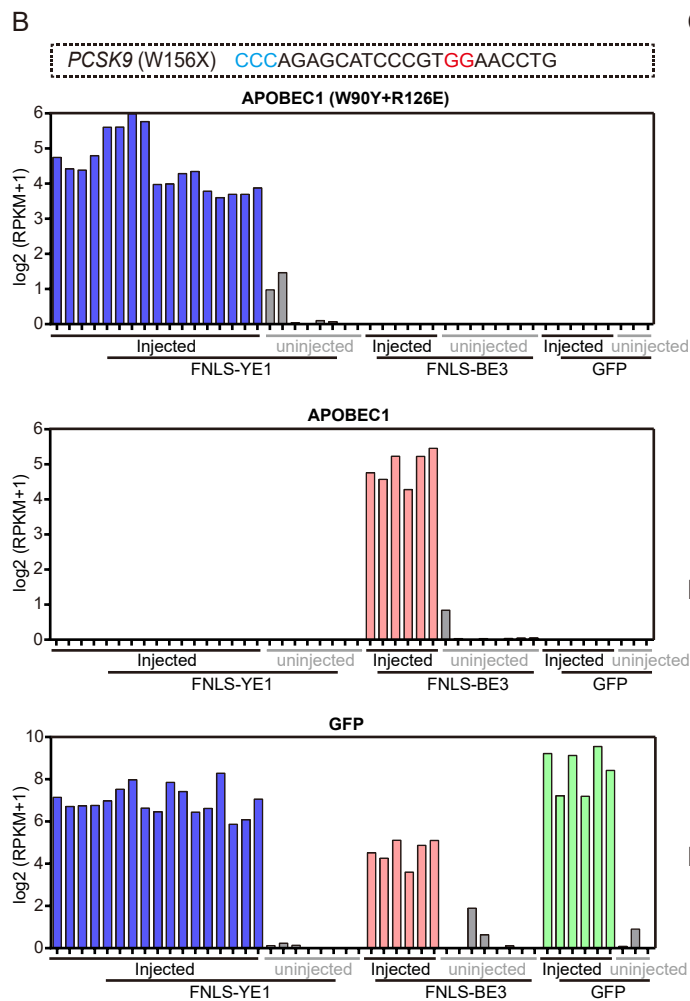 B
PCSK9 (W156X) CCCAGAGCATCCCGTGGAACCTG
APOBEC1 (W90Y+R126E)
log2 (RPKM+1)
6
5
4
3
2
1
0
Injected uninjected Injected uninjected Injected uninjected
FNLS-YE1 FNLS-BE3 GFP
APOBEC1
log2 (RPKM+1)
6
5
4
3
2
1
0
Injected uninjected Injected uninjected Injected uninjected
FNLS-YE1 FNLS-BE3 GFP
GFP
log2 (RPKM+1)
10
8
6
4
2
0
Injected uninjected Injected uninjected Injected uninjected
FNLS-YE1 FNLS-BE3 GFP